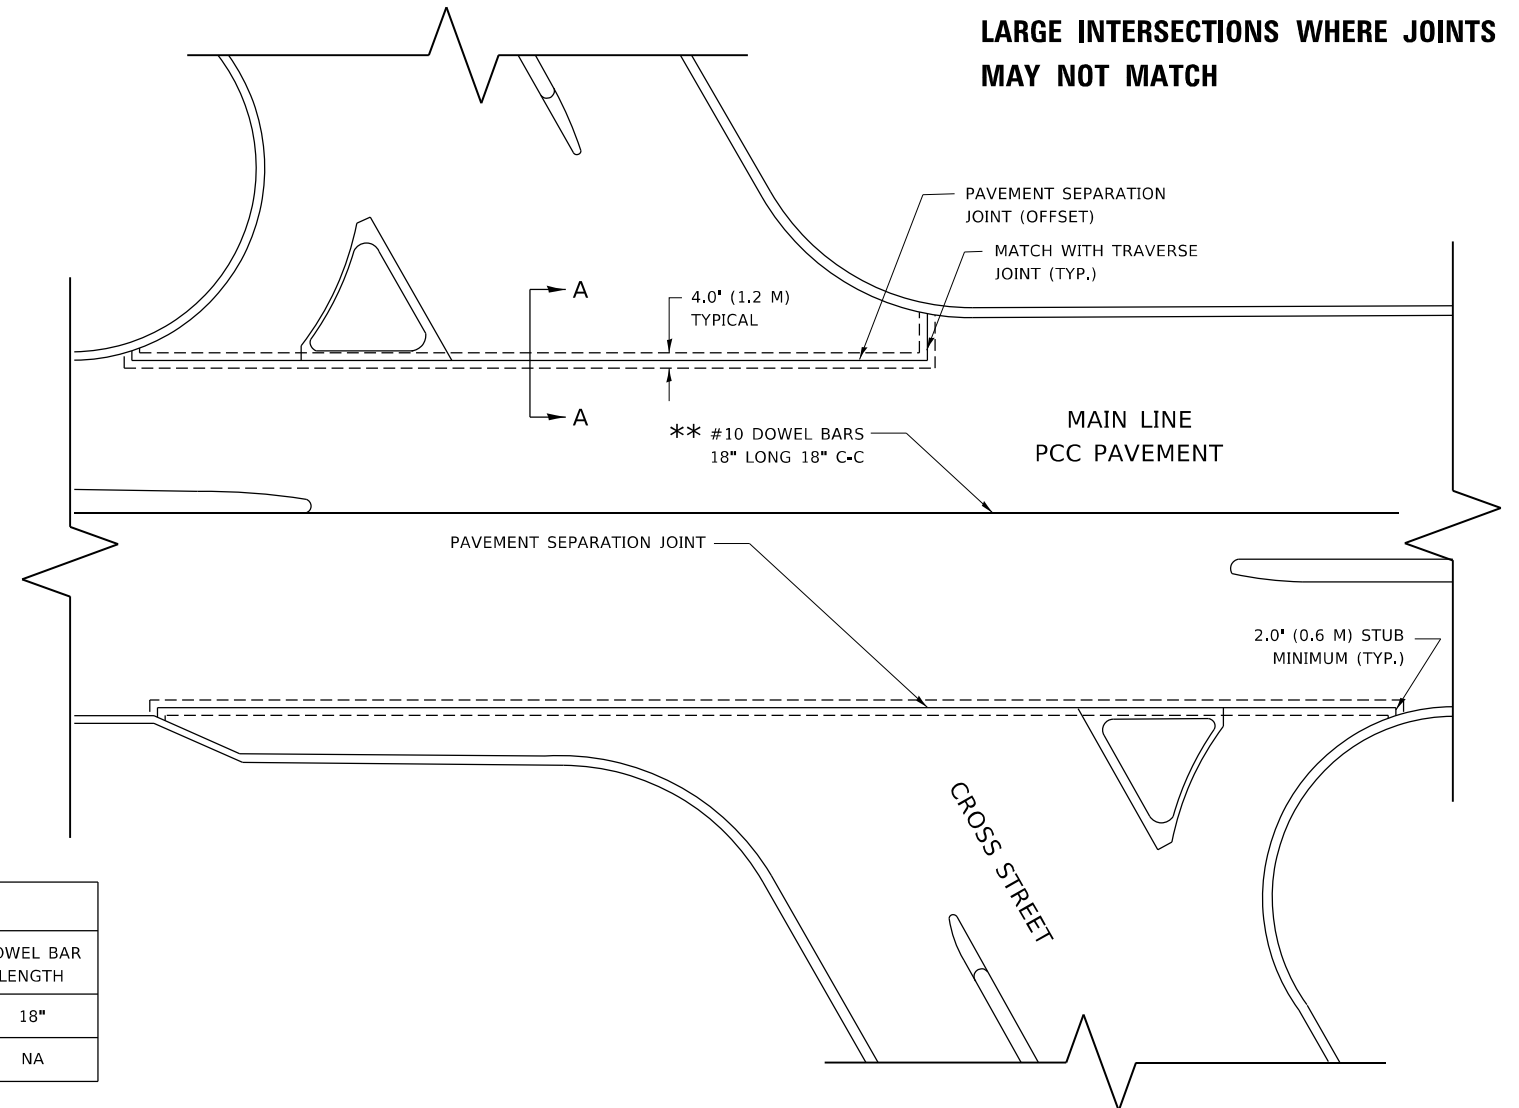 LARGE INTERSECTIONS WHERE JOINTS
MAY NOT MATCH
PAVEMENT SEPARATION
JOINT (OFFSET)
MATCH WITH TRAVERSE
JOINT (TYP.)
A
4.0' (1.2 M)
TYPICAL
A
** #10 DOWEL BARS
18" LONG 18" C-C
MAIN LINE
PCC PAVEMENT
PAVEMENT SEPARATION JOINT
2.0' (0.6 M) STUB
MINIMUM (TYP.)
CROSS STREET
OWEL BAR
LENGTH
18"
NA